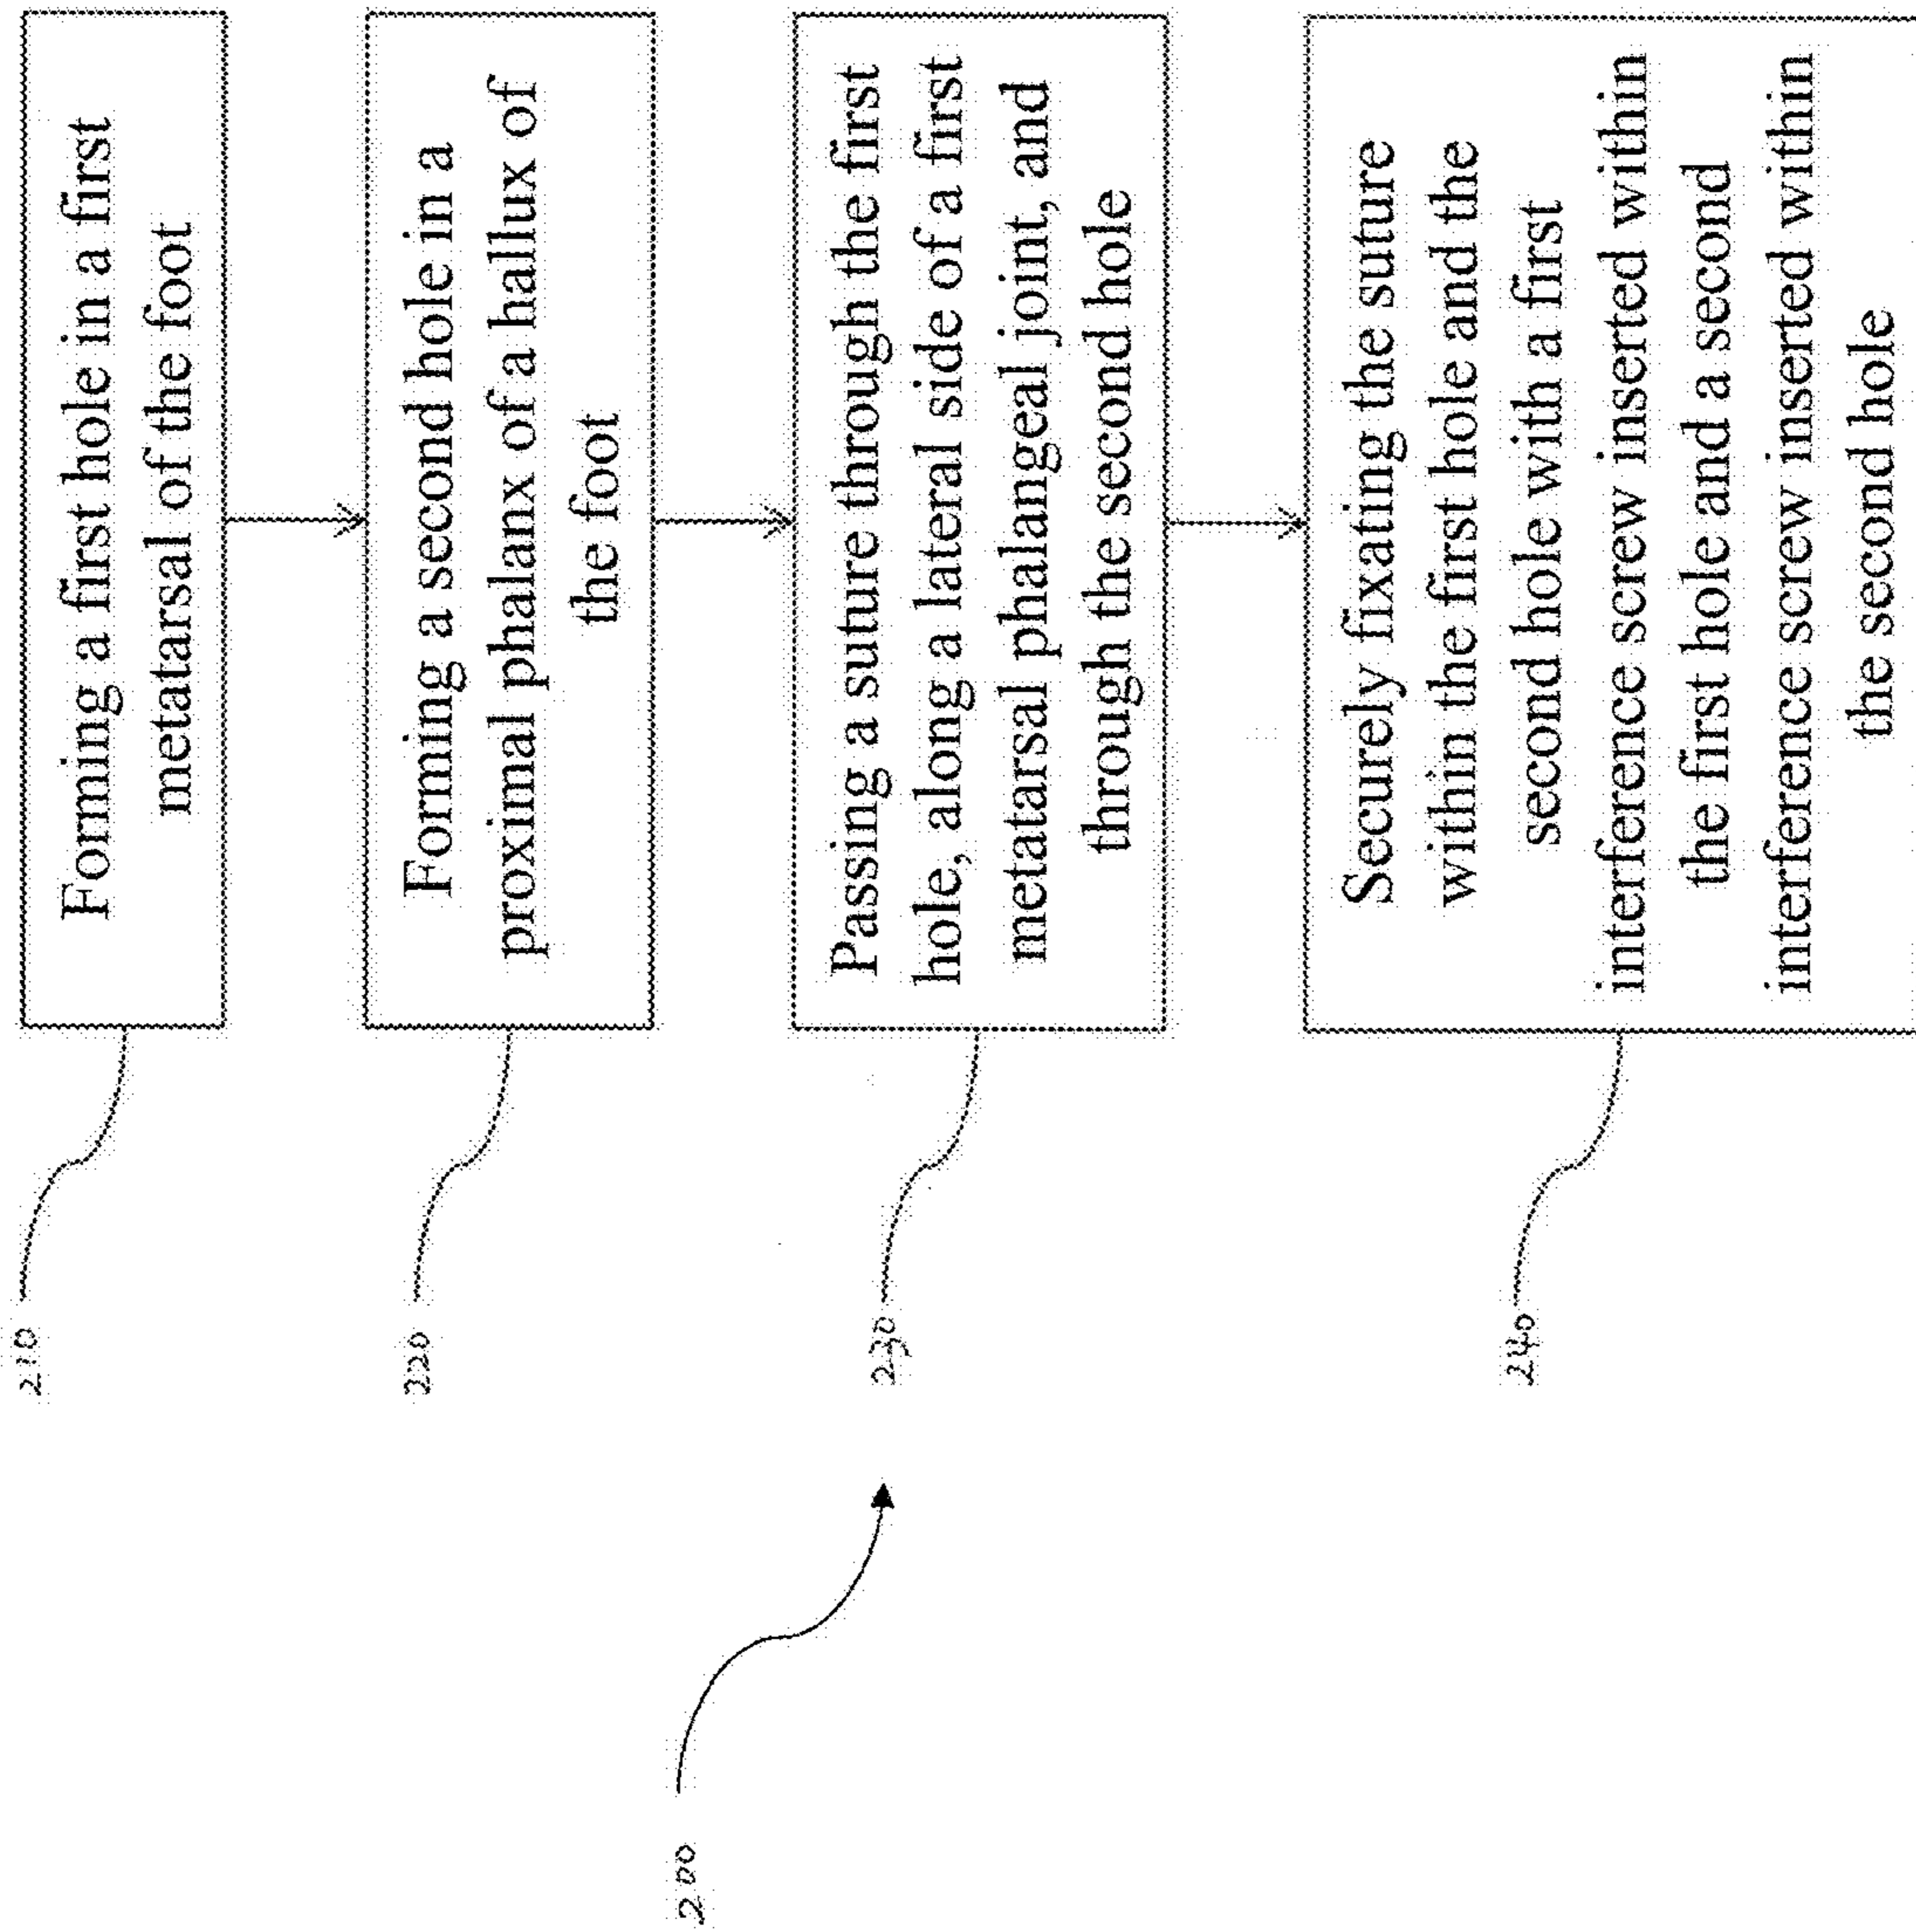 200
210
Forming a first hole in a first
metatarsal of the foot
220
Forming a second hole in a
proximal phalanx of a hallux of
the foot
230
Passing a suture through the first
hole, along a lateral side of a first
metatarsal phalangeal joint, and
through the second hole
240
Securely fixating the suture
within the first hole and the
second hole with a first
interference screw inserted within
the first hole and a second
interference screw inserted within
the second hole